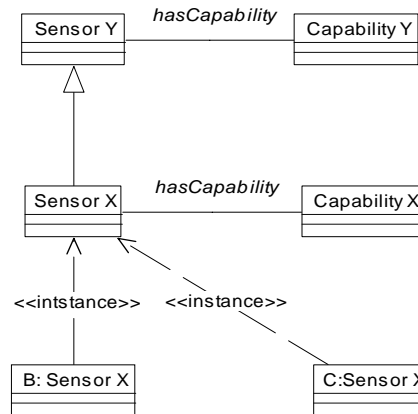 Sensor Y
hasCapability
Capability Y
Sensor X
hasCapability
Capability X
<<intstance>>
<<instance>>
B: Sensor X
C:Sensor X